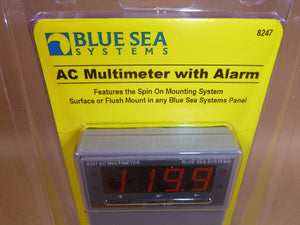 BLUE SEA
SYSTEMS
8247
AC Multimeter with Alarm
Features the Spin On Mounting System
Surface or Flush Mount in any Blue Sea Systems Panel
8247 AC MULTIMETER BLUE SEA SYSTEMS
119.9